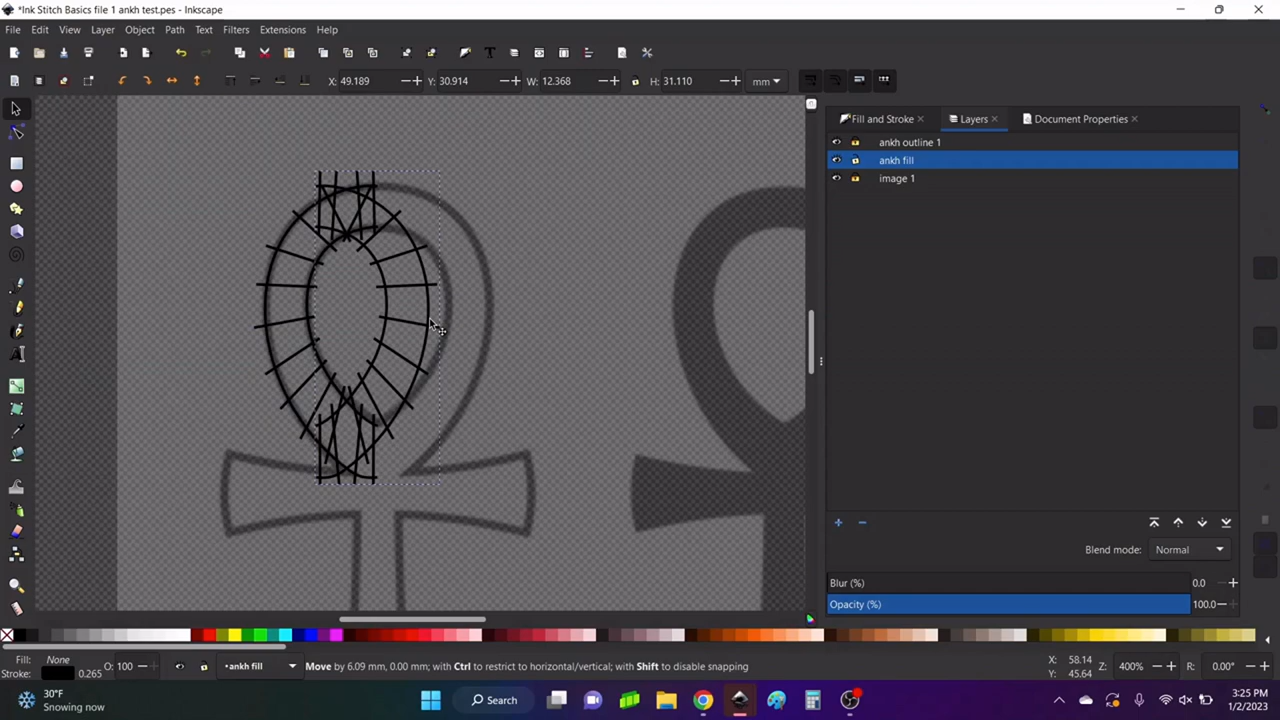 *Ink Stitch Basics file 1 ankh test.pes - Inkscape
File Edit View Layer Object Path Text Filters Extensions Help
X: 49.189 Y: 30.914 W: 12.368 H: 31.110 mm
Fill and Stroke Layers Document Properties
ankh outline 1
ankh fill
image 1
Blend mode: Normal
Blur (%) 0.0
Opacity (%) 100.0
Fill: None
Stroke: 0.265
O: 100
•ankh fill
Move by 6.09 mm, 0.00 mm; with Ctrl to restrict to horizontal/vertical; with Shift to disable snapping
X: 58.14
Y: 45.64
Z: 400%
R: 0.00°
30°F
Snowing now
Search
3:25 PM
1/2/2023